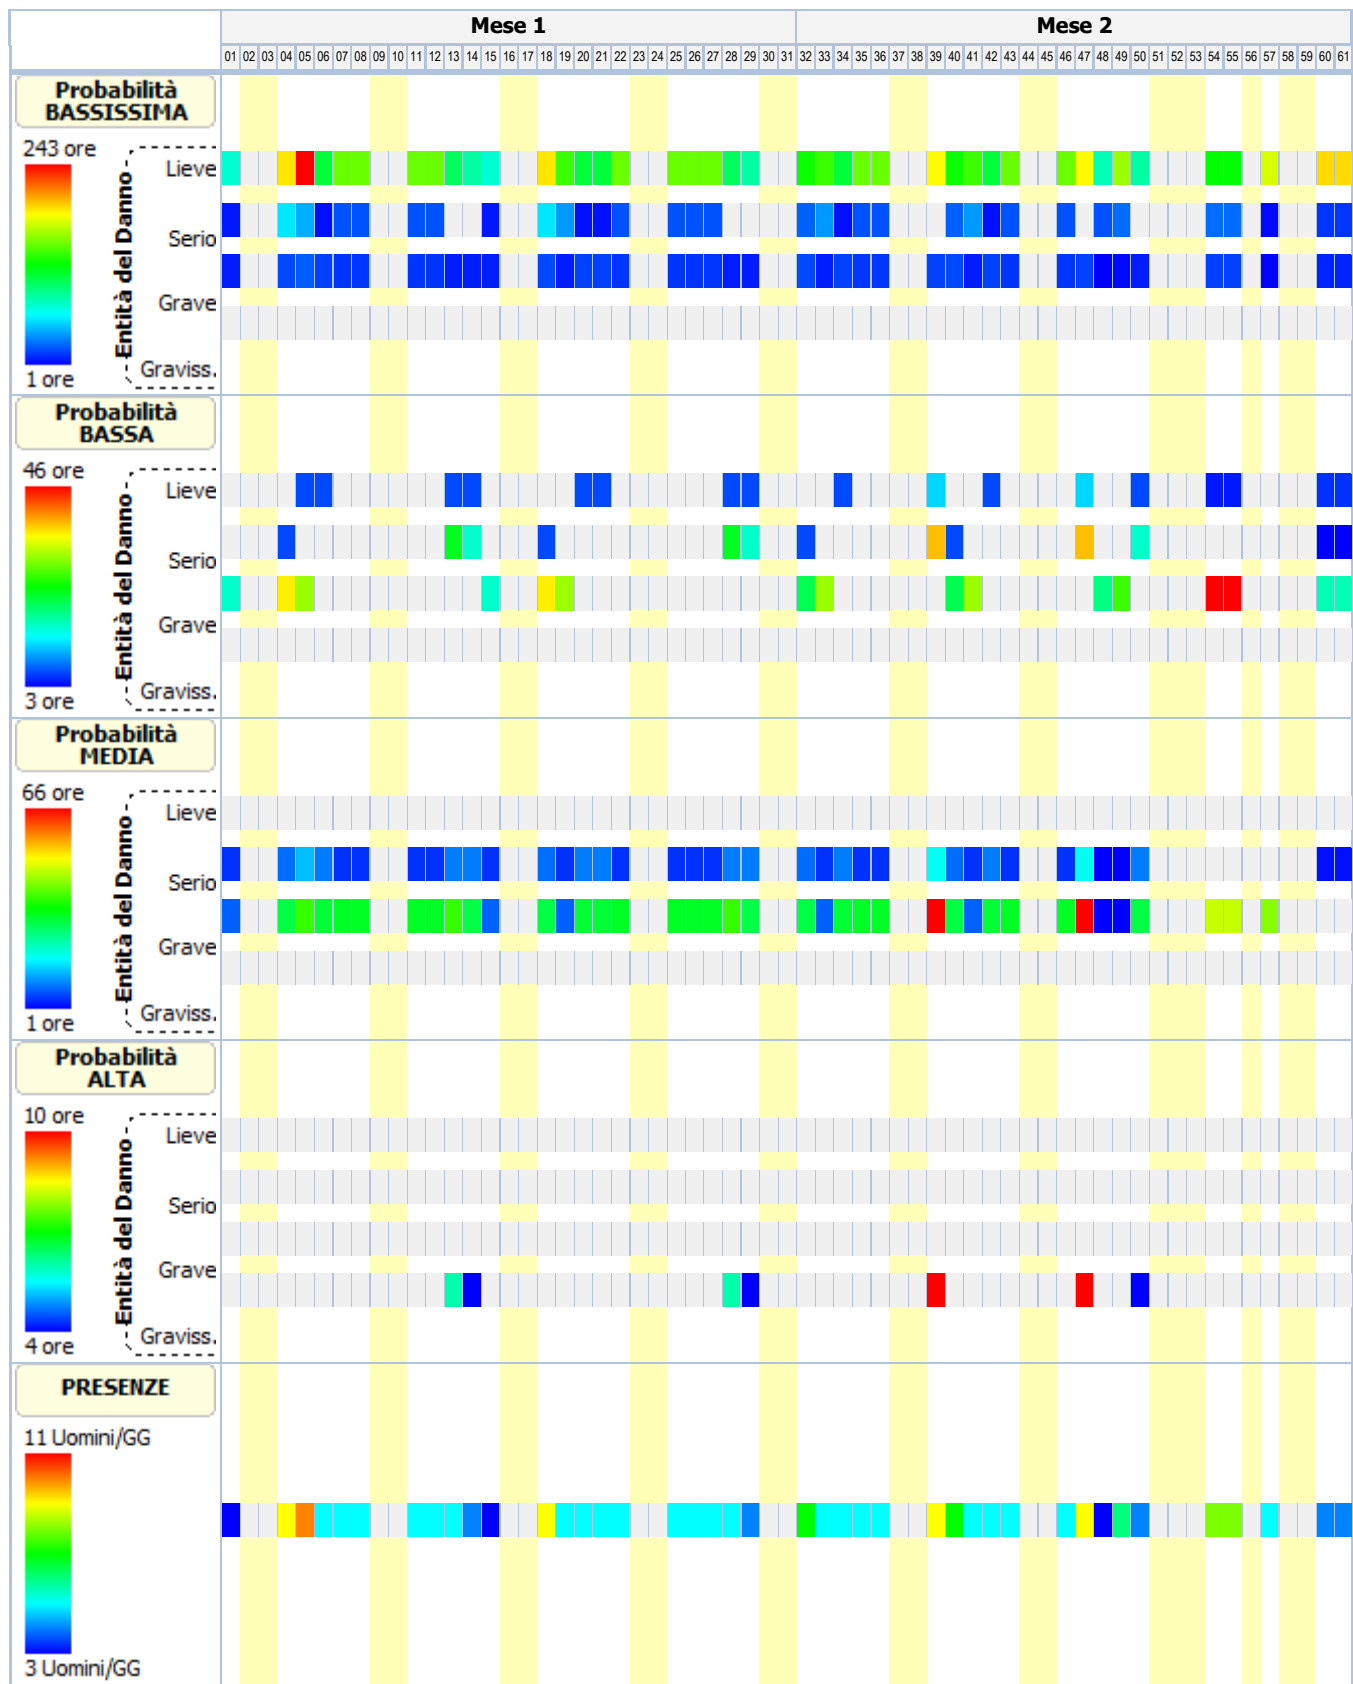 Mese 1 Mese 2
01 02 03 04 05 06 07 08 09 10 11 12 13 14 15 16 17 18 19 20 21 22 23 24 25 26 27 28 29 30 31 32 33 34 35 36 37 38 39 40 41 42 43 44 45 46 47 48 49 50 51 52 53 54 55 56 57 58 59 60 61
Probabilità
BASSISSIMA
243 ore
Entità del Danno
Lieve
Serio
Grave
Graviss.
1 ore
Probabilità
BASSA
46 ore
Entità del Danno
Lieve
Serio
Grave
Graviss.
3 ore
Probabilità
MEDIA
66 ore
Entità del Danno
Lieve
Serio
Grave
Graviss.
1 ore
Probabilità
ALTA
10 ore
Entità del Danno
Lieve
Serio
Grave
Graviss.
4 ore
PRESENZE
11 Uomini/GG
3 Uomini/GG